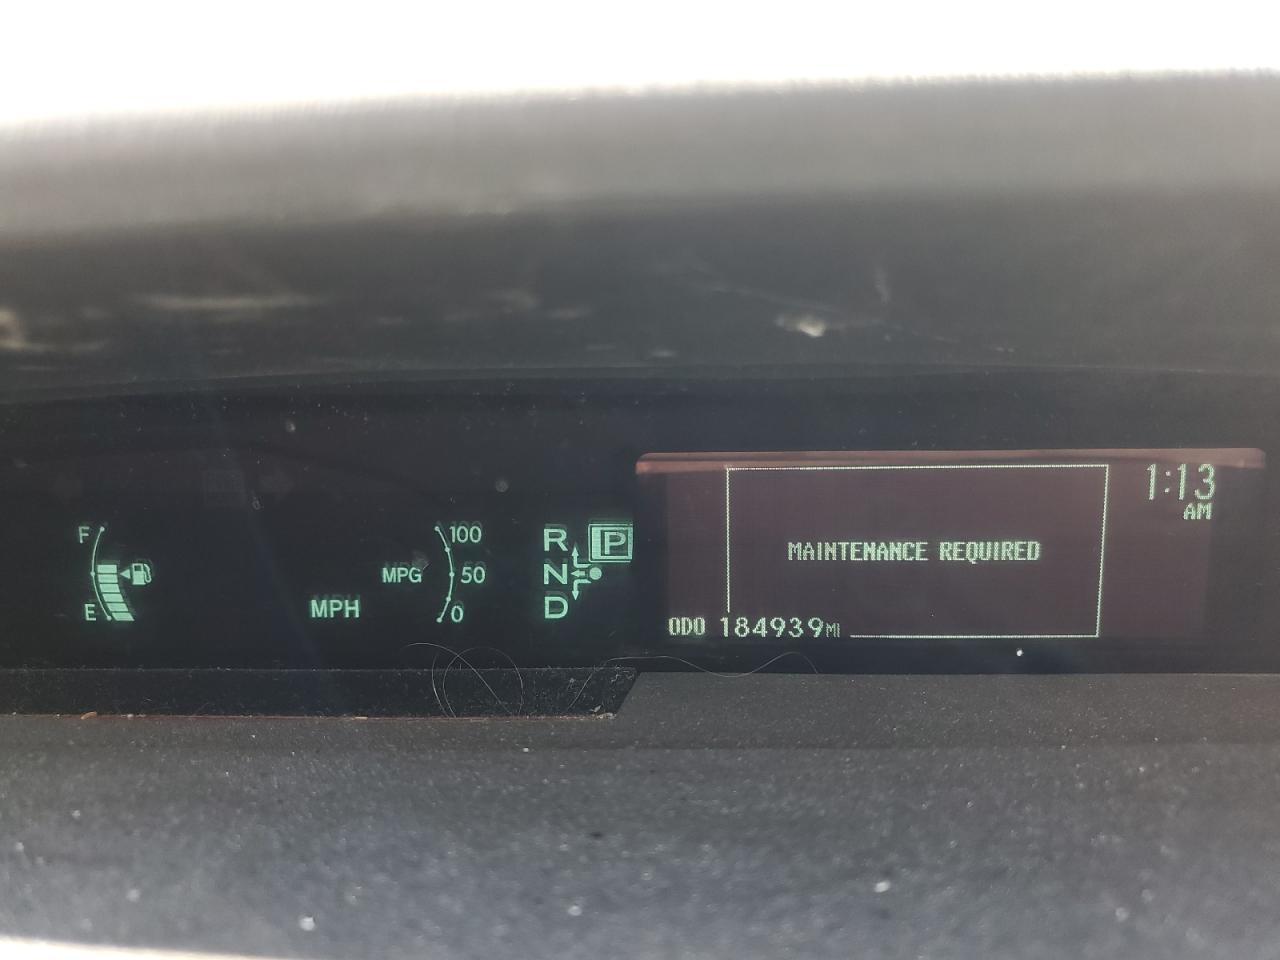 F
E
MPG
MPH
100
50
0
R
N
D
P
1:13
AM
MAINTENANCE REQUIRED
ODO 184939MI